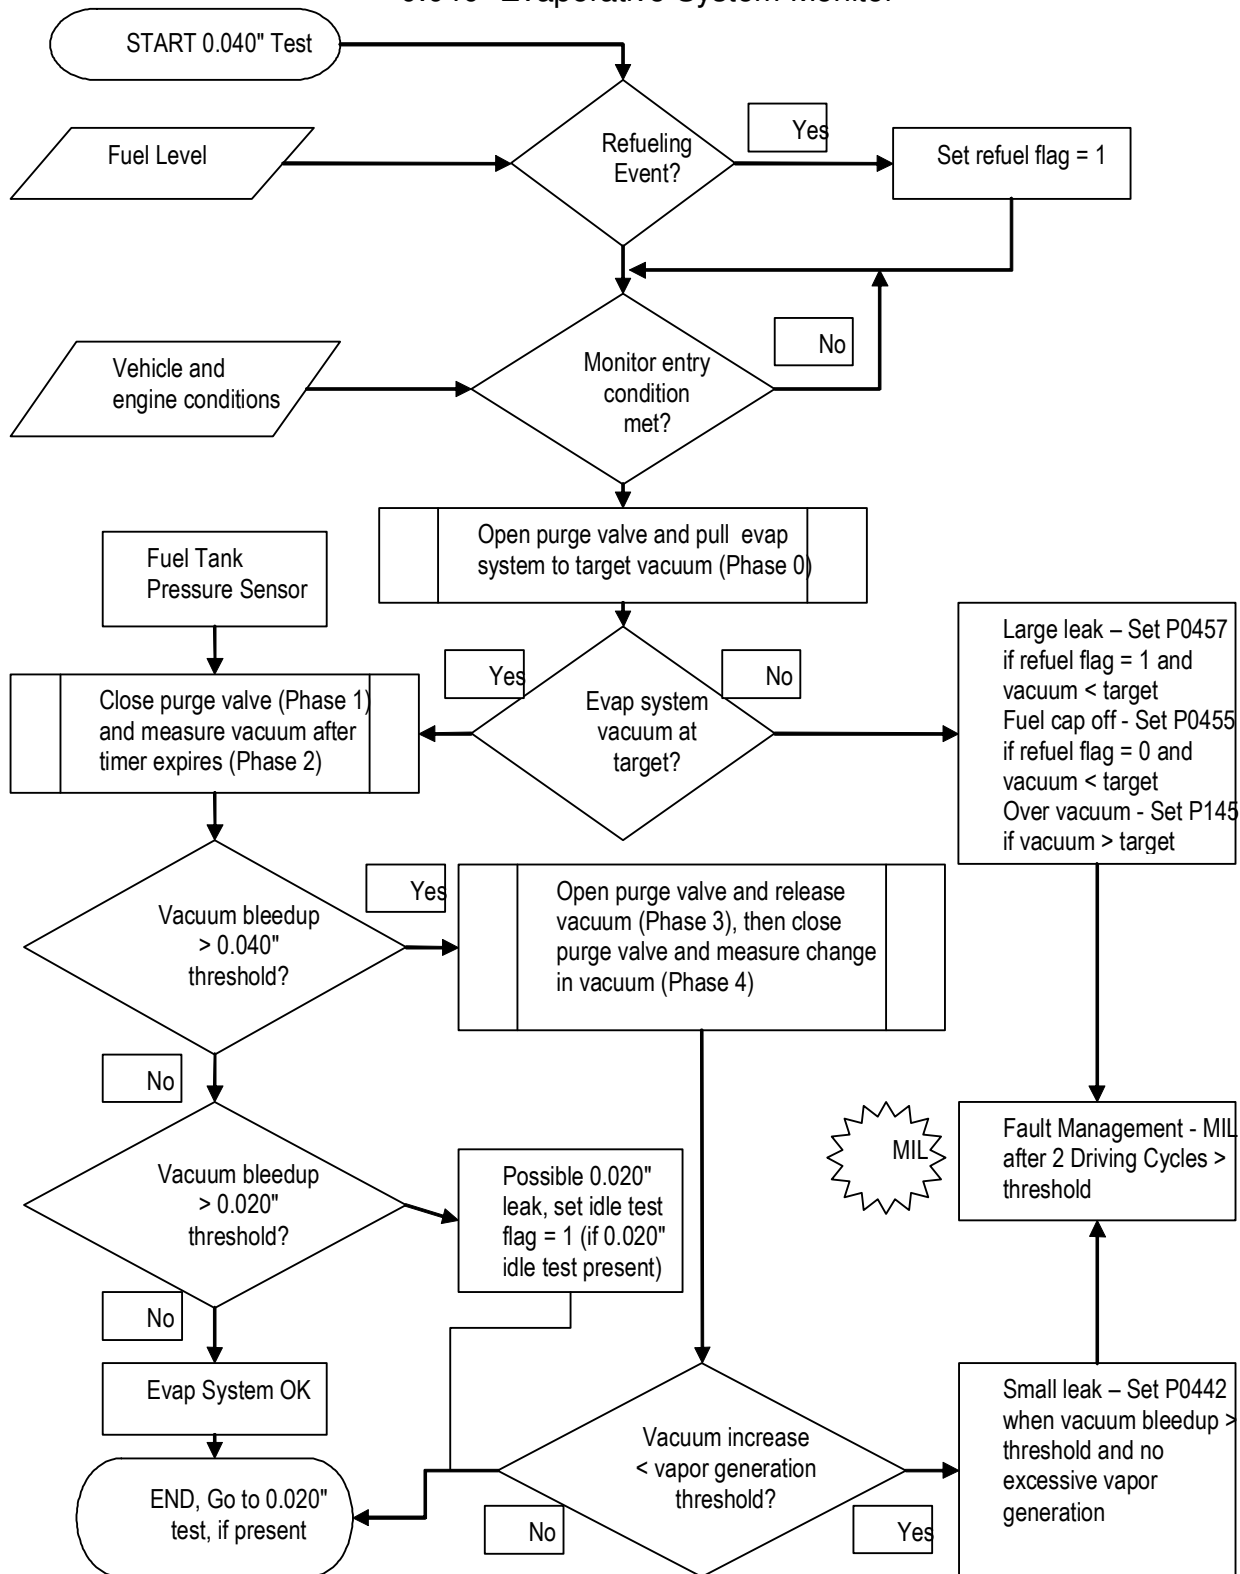 START 0.040" Test
Refueling
Event?
Yes
Fuel Level
Set refuel flag = 1
No
Vehicle and
engine conditions
Monitor entry
condition
met?
Open purge valve and pull evap
system to target vacuum (Phase 0)
Fuel Tank
Pressure Sensor
Yes
No
Evap system
vacuum at
target?
Close purge valve (Phase 1)
and measure vacuum after
timer expires (Phase 2)
Large leak – Set P0457
if refuel flag = 1 and
vacuum < target
Fuel cap off - Set P0455
if refuel flag = 0 and
vacuum < target
Over vacuum - Set P145
if vacuum > target
Yes
Vacuum bleedup
> 0.040"
threshold?
Open purge valve and release
vacuum (Phase 3), then close
purge valve and measure change
in vacuum (Phase 4)
No
Vacuum bleedup
> 0.020"
threshold?
Possible 0.020"
leak, set idle test
flag = 1 (if 0.020"
idle test present)
MIL
Fault Management - MIL
after 2 Driving Cycles >
threshold
No
Evap System OK
Vacuum increase
< vapor generation
threshold?
Small leak – Set P0442
when vacuum bleedup >
threshold and no
excessive vapor
generation
END, Go to 0.020"
test, if present
No
Yes